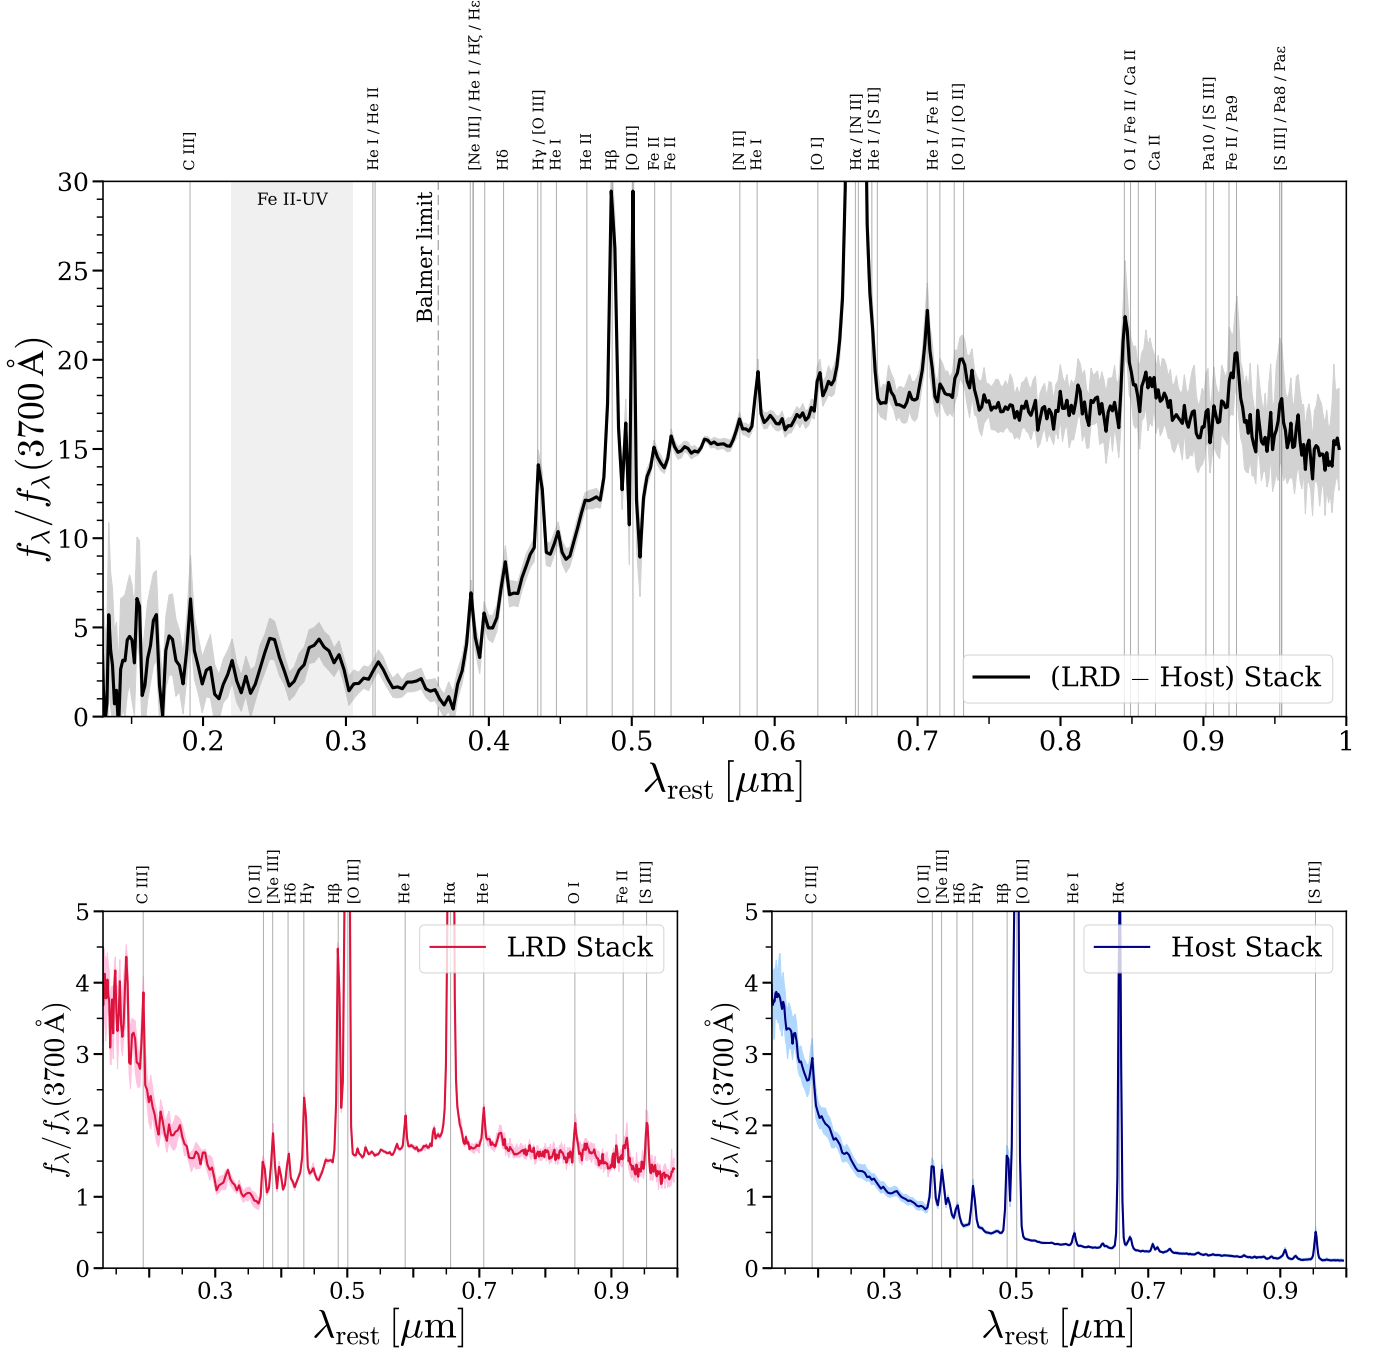 C III]
He I / He II
[Ne III] / He I / Hζ / Hε
Hδ
Hγ / [O III]
He I
He II
Hβ
[O III]
Fe II
Fe II
[N II]
He I
[O I]
Hα / [N II]
He I / [S II]
He I / Fe II
[O I] / [O II]
O I / Fe II / Ca II
Ca II
Pa10 / [S III]
Fe II / Pa9
[S III] / Pa8 / Paε
30
25
20
15
10
5
0
fλ/fλ(3700 Å)
Fe II-UV
Balmer limit
(LRD − Host) Stack
0.2 0.3 0.4 0.5 0.6 0.7 0.8 0.9 1
λrest [μm]
C III]
[O II]
[Ne III]
Hδ
Hγ
Hβ
[O III]
He I
Hα
He I
O I
Fe II
[S III]
5
4
3
2
1
0
fλ/fλ(3700 Å)
LRD Stack
0.3 0.5 0.7 0.9
λrest [μm]
C III]
[O II]
[Ne III]
Hδ
Hγ
Hβ
[O III]
He I
Hα
[S III]
5
4
3
2
1
0
fλ/fλ(3700 Å)
Host Stack
0.3 0.5 0.7 0.9
λrest [μm]